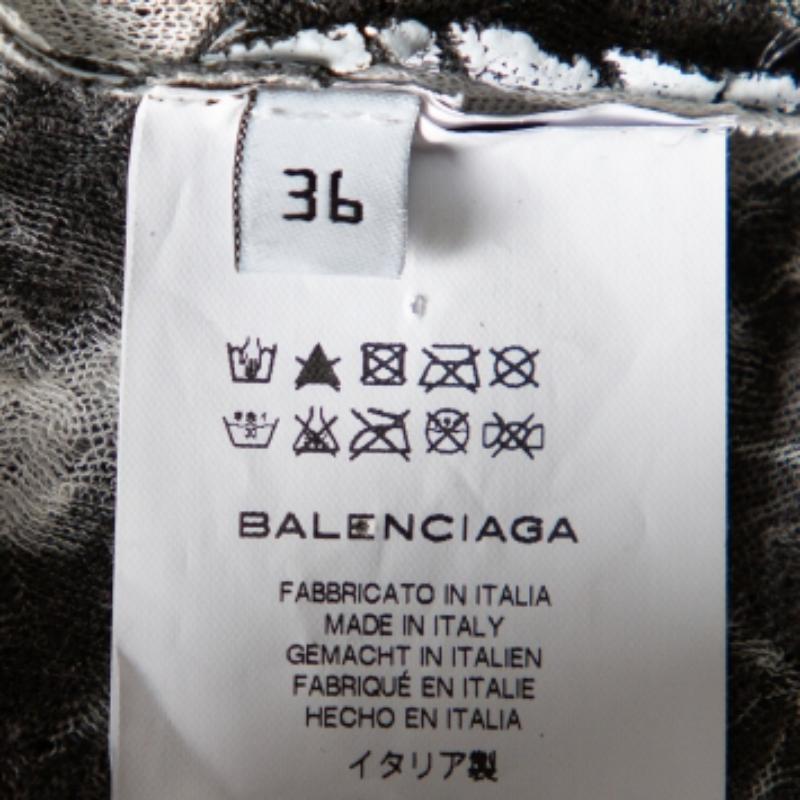 36
BALENCIAGA
FABBRICATO IN ITALIA
MADE IN ITALY
GEMACHT IN ITALIEN
FABRIQUÉ EN ITALIE
HECHO EN ITALIA
イタリア製